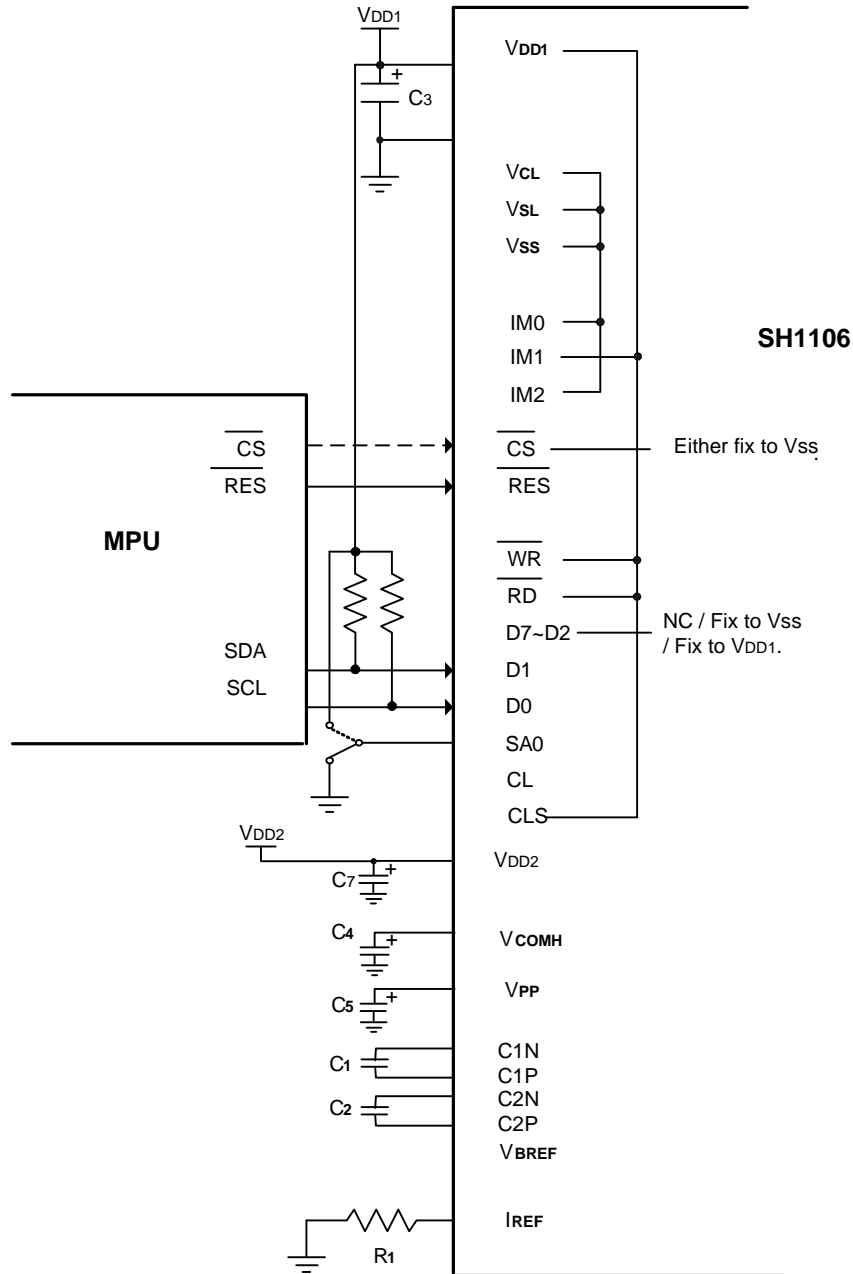 VDD1
VDD1
C3
VCL
VSL
VSS
IM0
IM1
IM2
SH1106
CS
CS
Either fix to Vss.
RES
RES
MPU
WR
RD
D7~D2
NC / Fix to Vss
/ Fix to VDD1.
SDA
D1
SCL
D0
SA0
CL
CLS
VDD2
VDD2
C7
C4
VCOMH
C5
VPP
C1
C1N
C1P
C2
C2N
C2P
VBREF
IREF
R1
+
+
+
+